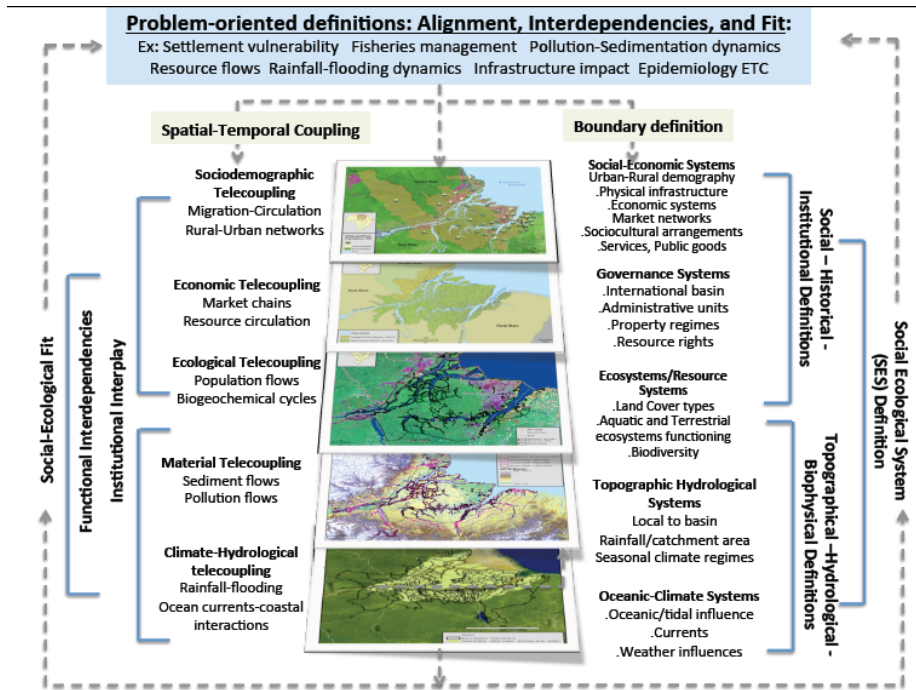 Problem-oriented definitions: Alignment, Interdependencies, and Fit:
Ex: Settlement vulnerability Fisheries management Pollution-Sedimentation dynamics
Resource flows Rainfall-flooding dynamics Infrastructure impact Epidemiology ETC
Spatial-Temporal Coupling
Sociodemographic
Telecoupling
Migration-Circulation
Rural-Urban networks
Economic Telecoupling
Market chains
Resource circulation
Ecological Telecoupling
Population flows
Biogeochemical cycles
Material Telecoupling
Sediment flows
Pollution flows
Climate-Hydrological
telecoupling
Rainfall-flooding
Ocean currents-coastal
interactions
Boundary definition
Social-Economic Systems
Urban-Rural demography
.Physical infrastructure
.Economic systems
Market networks
.Sociocultural arrangements
.Services, Public goods
Governance Systems
.International basin
.Administrative units
.Property regimes
.Resource rights
Ecosystems/Resource
Systems
.Land Cover types
.Aquatic and Terrestrial
ecosystems functioning
.Biodiversity
Topographic Hydrological
Systems
.Local to basin
Rainfall/catchment area
Seasonal climate regimes
Oceanic-Climate Systems
.Oceanic/tidal influence
.Currents
.Weather influences
Social-Ecological Fit
Functional Interdependencies
Institutional Interplay
Social – Historical -
Institutional Definitions
Topographical –Hydrological -
Biophysical Definitions
Social Ecological System
(SES) Definition